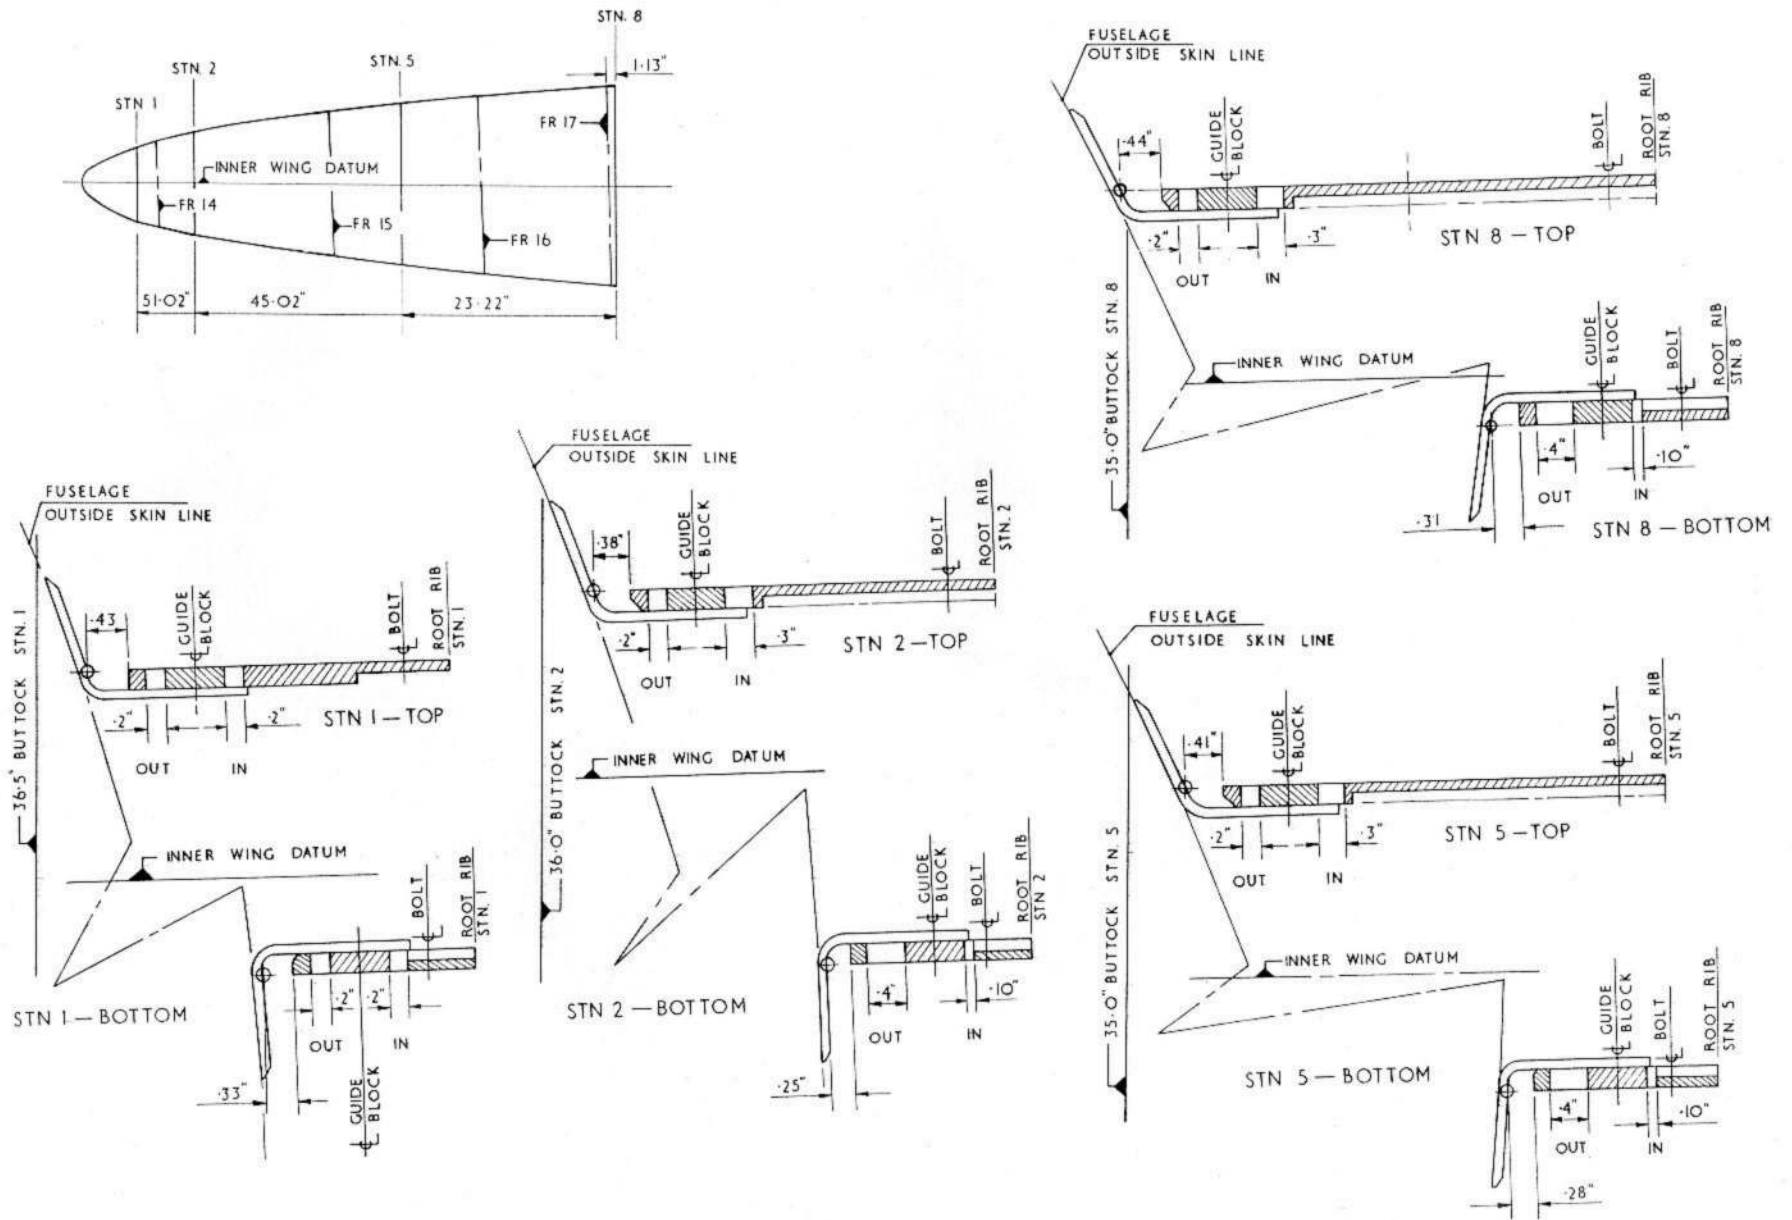 STN. 8
1·13"
STN. 5
STN. 2
STN 1
FR 17
INNER WING DATUM
FR 14
FR 15
FR 16
51·02"
45·02"
23·22"
FUSELAGE
OUTSIDE SKIN LINE
·44"
GUIDE
BLOCK
BOLT
ROOT RIB
STN. 8
·2"
·3"
STN 8 — TOP
OUT
IN
35·0" BUTTOCK STN. 8
INNER WING DATUM
GUIDE
BLOCK
BOLT
ROOT RIB
STN. 8
·4"
·10"
OUT
IN
·31
STN 8 — BOTTOM
FUSELAGE
OUTSIDE SKIN LINE
·43
GUIDE
BLOCK
BOLT
ROOT RIB
STN. 1
·2"
·2"
STN 1 — TOP
OUT
IN
36·5" BUTTOCK STN. 1
INNER WING DATUM
BOLT
ROOT RIB
STN. 1
·2"
·2"
STN 1 — BOTTOM
OUT
IN
·33"
GUIDE
BLOCK
FUSELAGE
OUTSIDE SKIN LINE
·38"
GUIDE
BLOCK
BOLT
ROOT RIB
STN. 2
·2"
·3"
STN 2 — TOP
OUT
IN
36·0" BUTTOCK STN. 2
INNER WING DATUM
GUIDE
BLOCK
BOLT
ROOT RIB
STN 2
·4"
·10"
STN 2 — BOTTOM
OUT
IN
·25"
FUSELAGE
OUTSIDE SKIN LINE
·41"
GUIDE
BLOCK
BOLT
ROOT RIB
STN. 5
·2"
·3"
STN 5 — TOP
OUT
IN
35·0" BUTTOCK STN. 5
INNER WING DATUM
GUIDE
BLOCK
BOLT
ROOT RIB
STN. 5
STN 5 — BOTTOM
·4"
·10"
OUT
IN
·28"